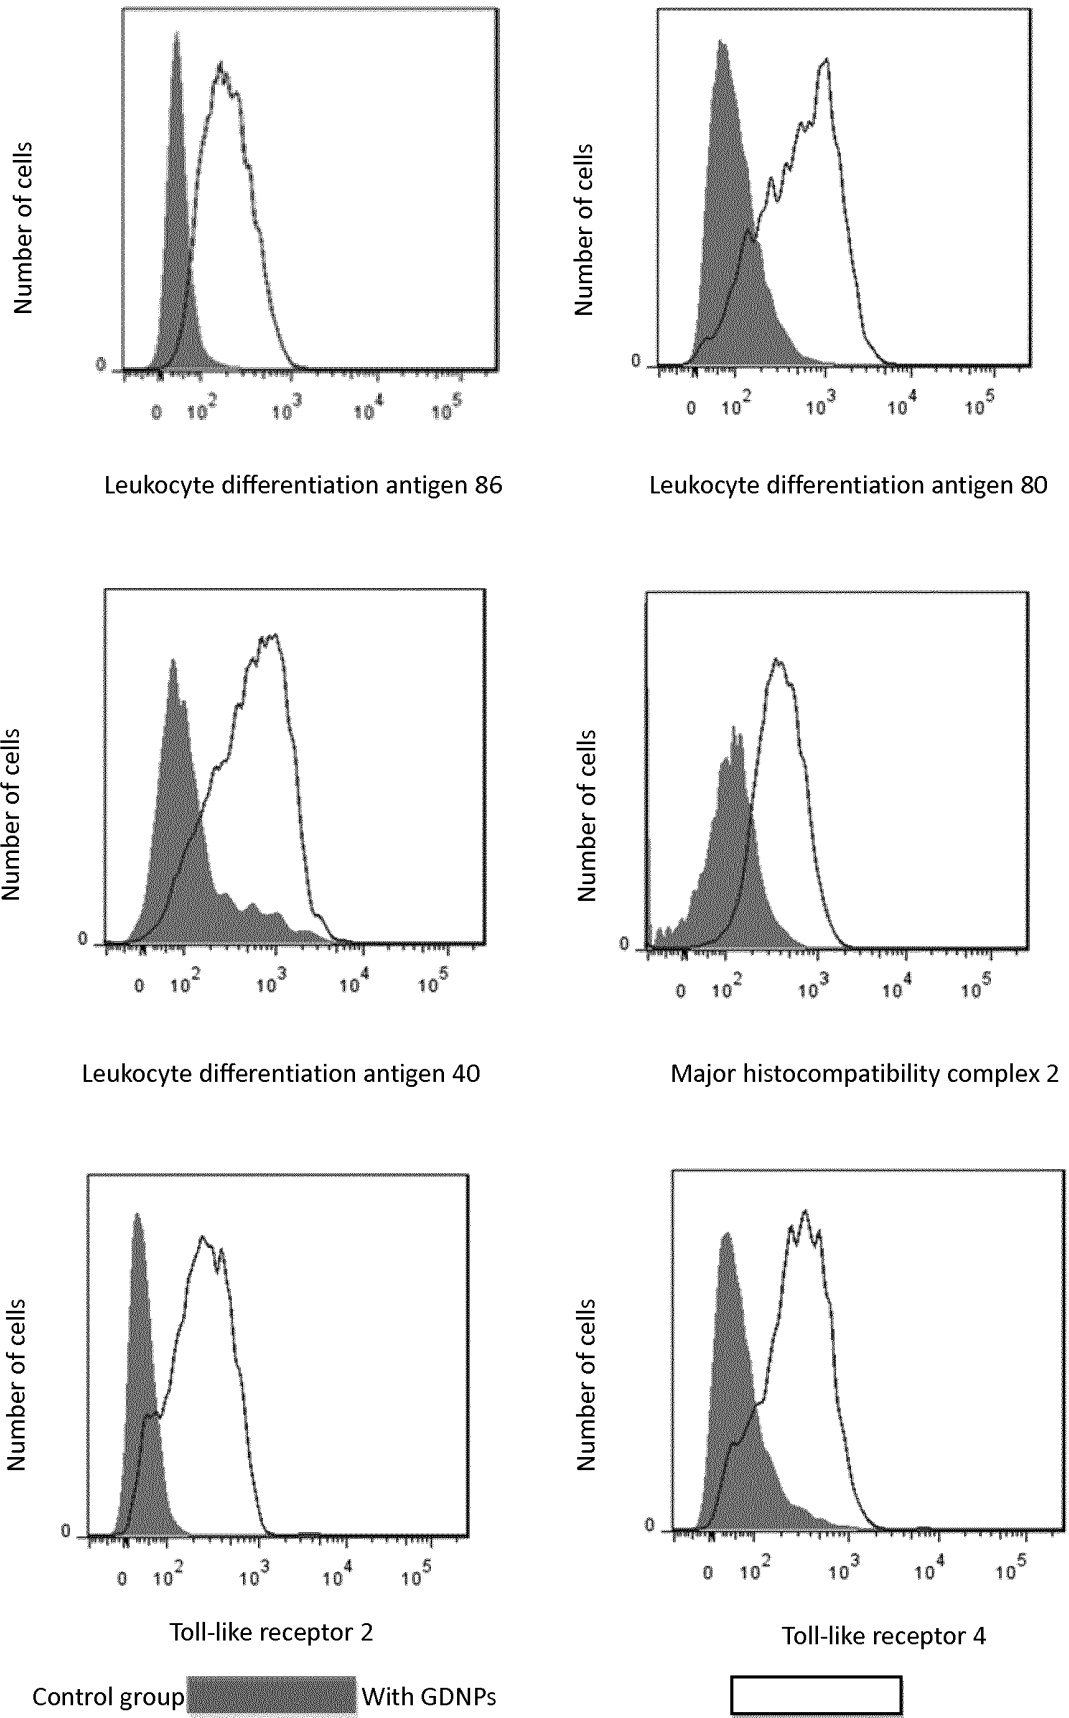 Number of cells
0
0 10² 10³ 10⁴ 10⁵
Leukocyte differentiation antigen 86
Number of cells
0
0 10² 10³ 10⁴ 10⁵
Leukocyte differentiation antigen 80
Number of cells
0
0 10² 10³ 10⁴ 10⁵
Leukocyte differentiation antigen 40
Number of cells
0
0 10² 10³ 10⁴ 10⁵
Major histocompatibility complex 2
Number of cells
0
0 10² 10³ 10⁴ 10⁵
Toll-like receptor 2
Number of cells
0
0 10² 10³ 10⁴ 10⁵
Toll-like receptor 4
Control group With GDNPs